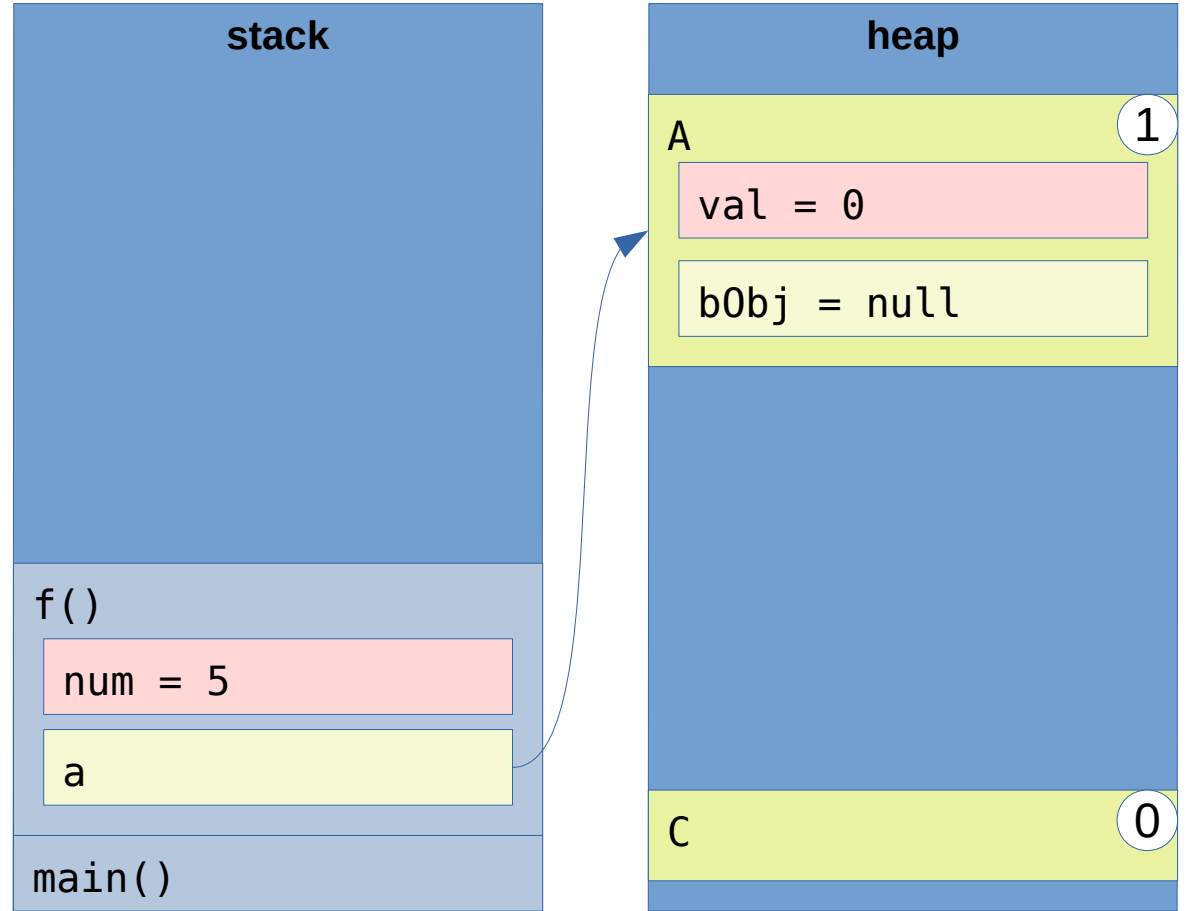 stack
f()
num = 5
a
main()
heap
A
1
val = 0
bObj = null
C
0